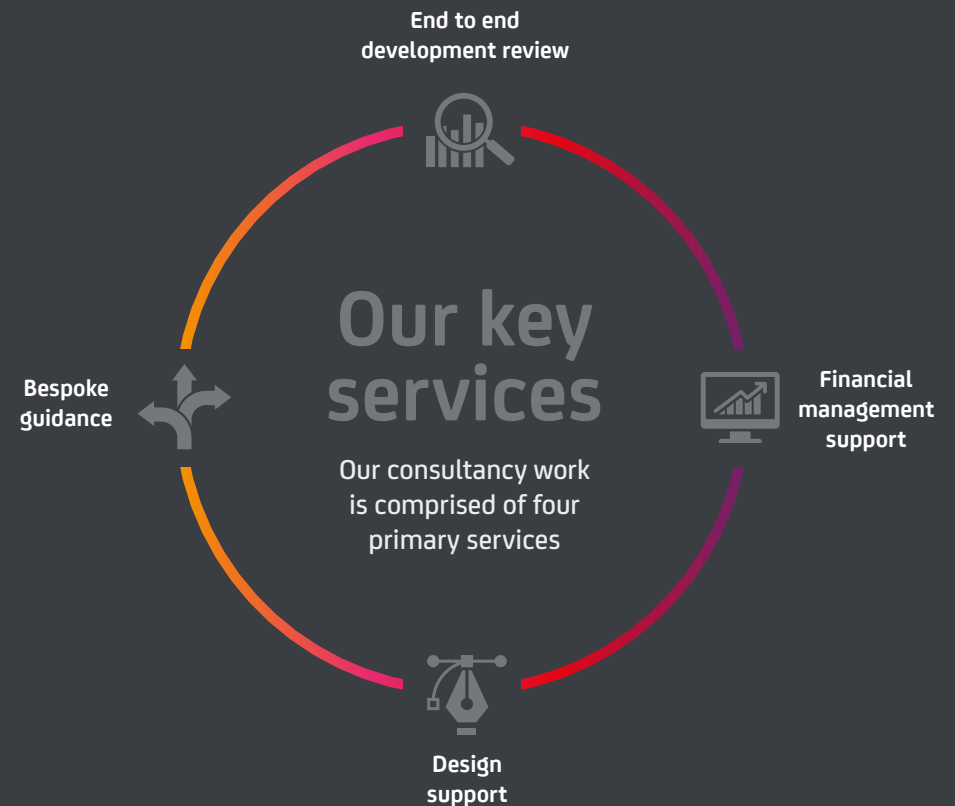 End to end
development review
Our key
services
Our consultancy work
is comprised of four
primary services
Bespoke
guidance
Financial
management
support
Design
support